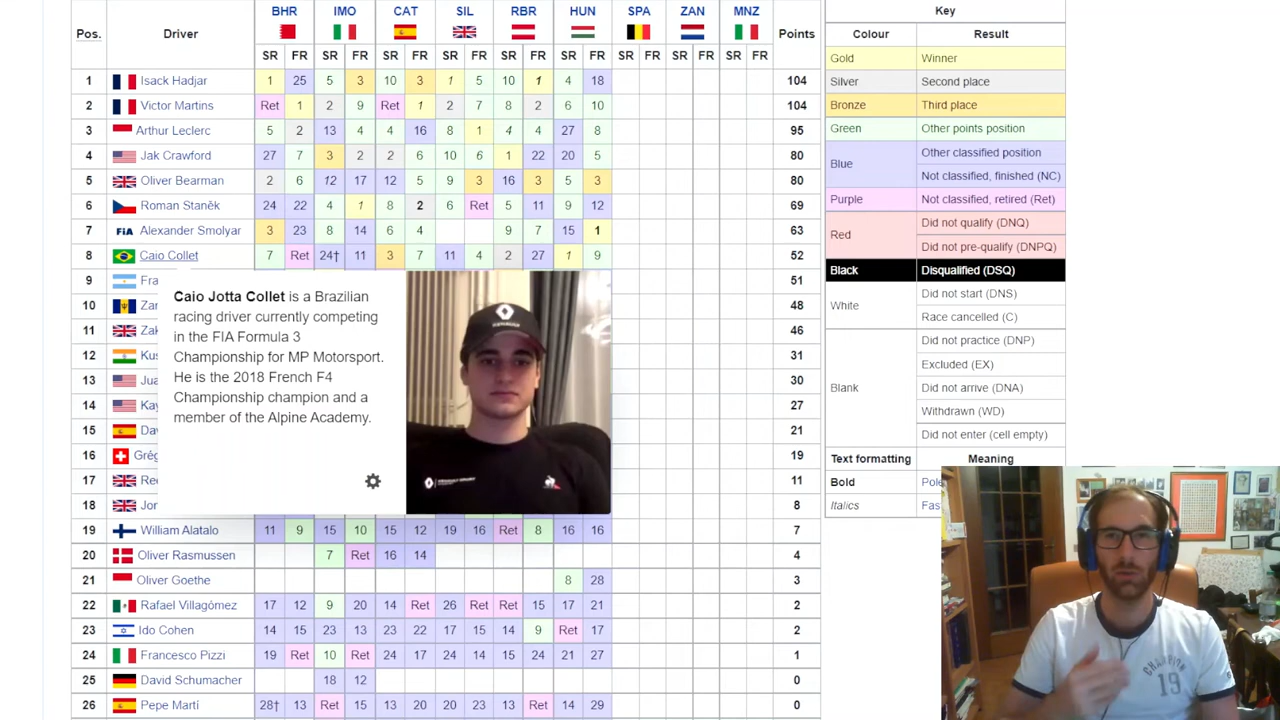 BHR IMO CAT SIL RBR HUN SPA ZAN MNZ
Pos. Driver Points
SR FR SR FR SR FR SR FR SR FR SR FR SR FR SR FR SR FR
1 Isack Hadjar 1 25 5 3 10 3 1 5 10 1 4 18 104
2 Victor Martins Ret 1 2 9 Ret 1 2 7 8 2 6 10 104
3 Arthur Leclerc 5 2 13 4 4 16 8 1 4 4 27 8 95
4 Jak Crawford 27 7 3 2 2 6 10 6 1 22 20 5 80
5 Oliver Bearman 2 6 12 17 12 5 9 3 16 3 5 3 80
6 Roman Staněk 24 22 4 1 8 2 6 Ret 5 11 9 12 69
7 FiA Alexander Smolyar 3 23 8 14 6 4 9 7 15 1 63
8 Caio Collet 7 Ret 24† 11 3 7 11 4 2 27 7 9 52
9 Fra 51
10 Zan 48
11 Zak 46
12 Kus 31
13 Jua 30
14 Ka 27
15 Da 21
16 Grég 19
17 Re 11
18 Jor 8
Caio Jotta Collet is a Brazilian
racing driver currently competing
in the FIA Formula 3
Championship for MP Motorsport.
He is the 2018 French F4
Championship champion and a
member of the Alpine Academy.
19 William Alatalo 11 9 15 10 15 12 19 16 Ret 8 16 16 7
20 Oliver Rasmussen 7 Ret 16 14 4
21 Oliver Goethe 8 28 3
22 Rafael Villagómez 17 12 9 20 14 Ret 26 Ret Ret 15 17 21 2
23 Ido Cohen 14 15 23 13 23 22 17 15 14 9 Ret 17 2
24 Francesco Pizzi 19 Ret 10 Ret 24 17 24 14 15 24 21 27 1
25 David Schumacher 18 12 0
26 Pepe Martí 28† 13 Ret 15 13 20 20 23 13 Ret 14 29 0
Key
Colour Result
Gold Winner
Silver Second place
Bronze Third place
Green Other points position
Blue Other classified position
Not classified, finished (NC)
Purple Not classified, retired (Ret)
Red Did not qualify (DNQ)
Did not pre-qualify (DNPQ)
Black Disqualified (DSQ)
White Did not start (DNS)
Race cancelled (C)
Blank Did not practice (DNP)
Excluded (EX)
Did not arrive (DNA)
Withdrawn (WD)
Did not enter (cell empty)
Text formatting Meaning
Bold Pole
Italics Fas
CHAMPION
19